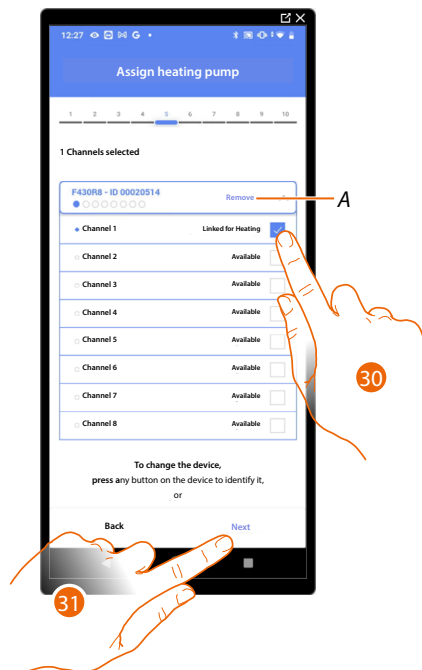 12:27 G
Assign heating pump
1 2 3 4 5 6 7 8 9 10
1 Channels selected
F430R8 - ID 00020514
Remove
A
Channel 1 Linked for Heating
Channel 2 Available
Channel 3 Available
Channel 4 Available
Channel 5 Available
Channel 6 Available
Channel 7 Available
Channel 8 Available
30
To change the device,
press any button on the device to identify it,
or
Back Next
31